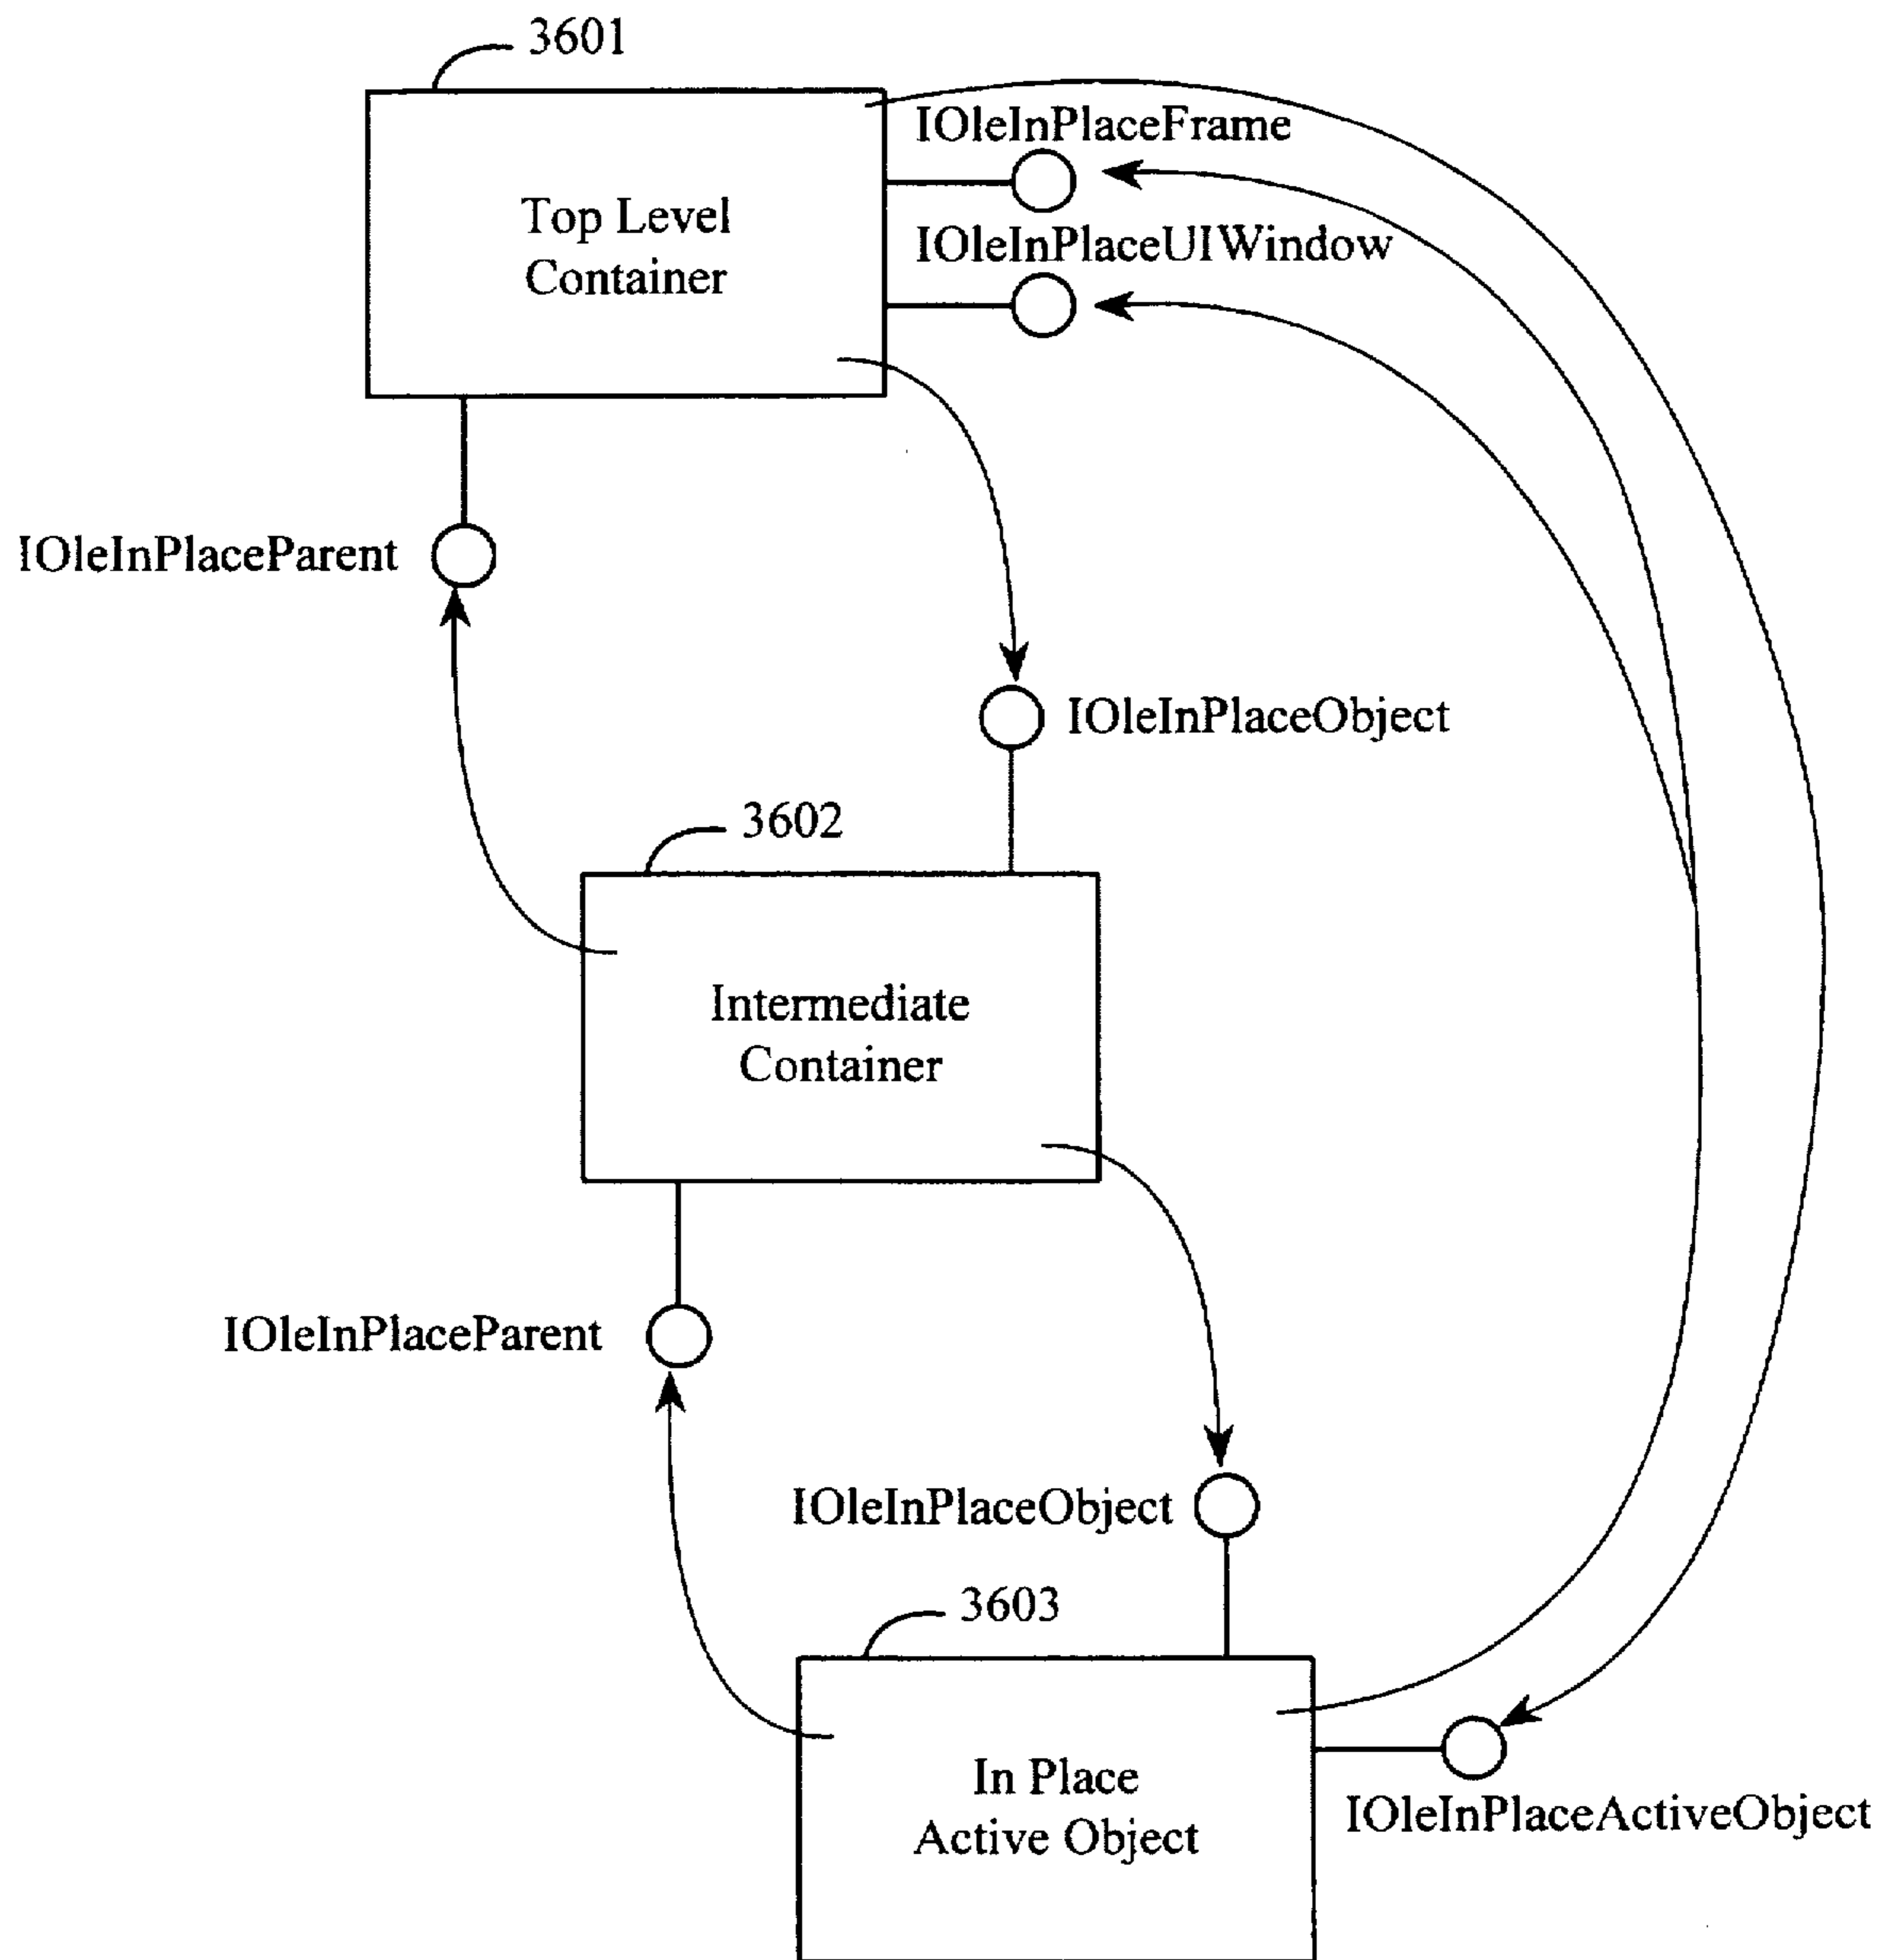 3601
IOleInPlaceFrame
Top Level
Container
IOleInPlaceUIWindow
IOleInPlaceParent
IOleInPlaceObject
3602
Intermediate
Container
IOleInPlaceParent
IOleInPlaceObject
3603
In Place
Active Object
IOleInPlaceActiveObject